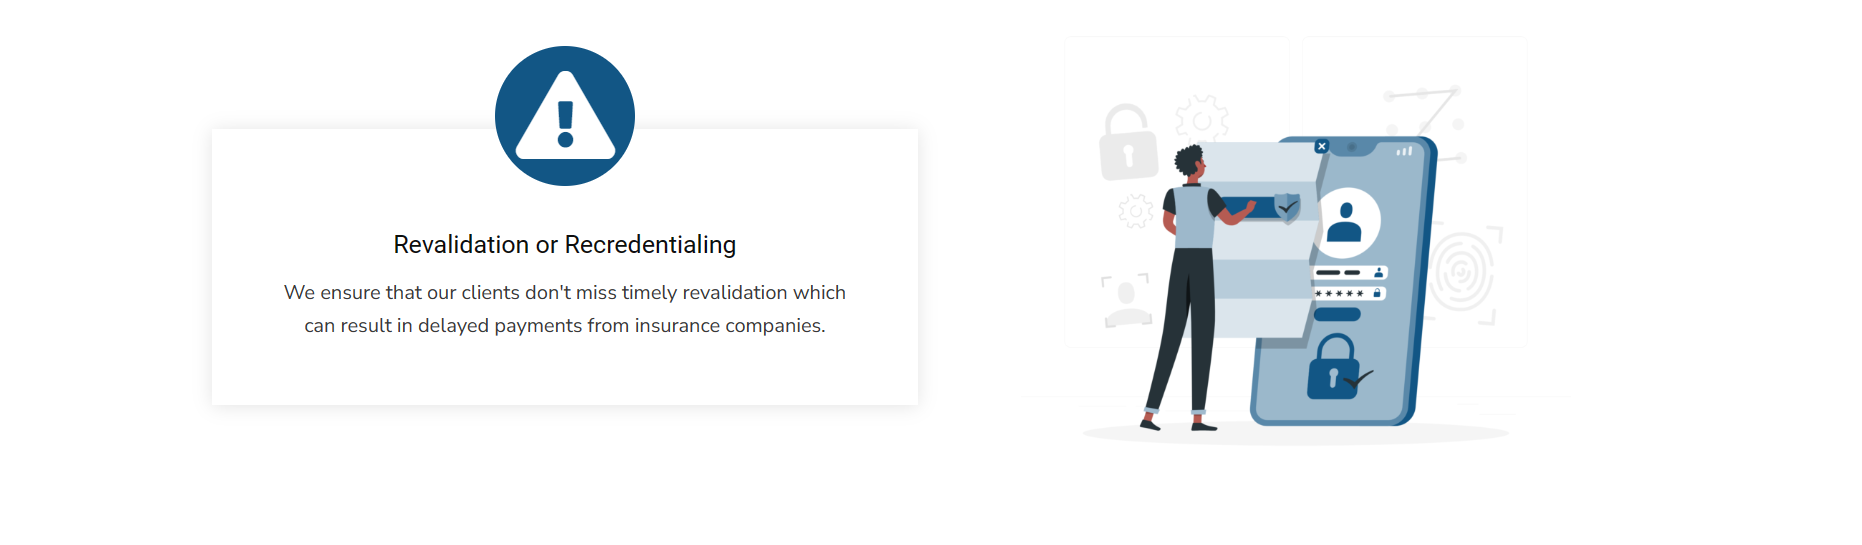 Revalidation or Recredentialing
We ensure that our clients don't miss timely revalidation which
can result in delayed payments from insurance companies.